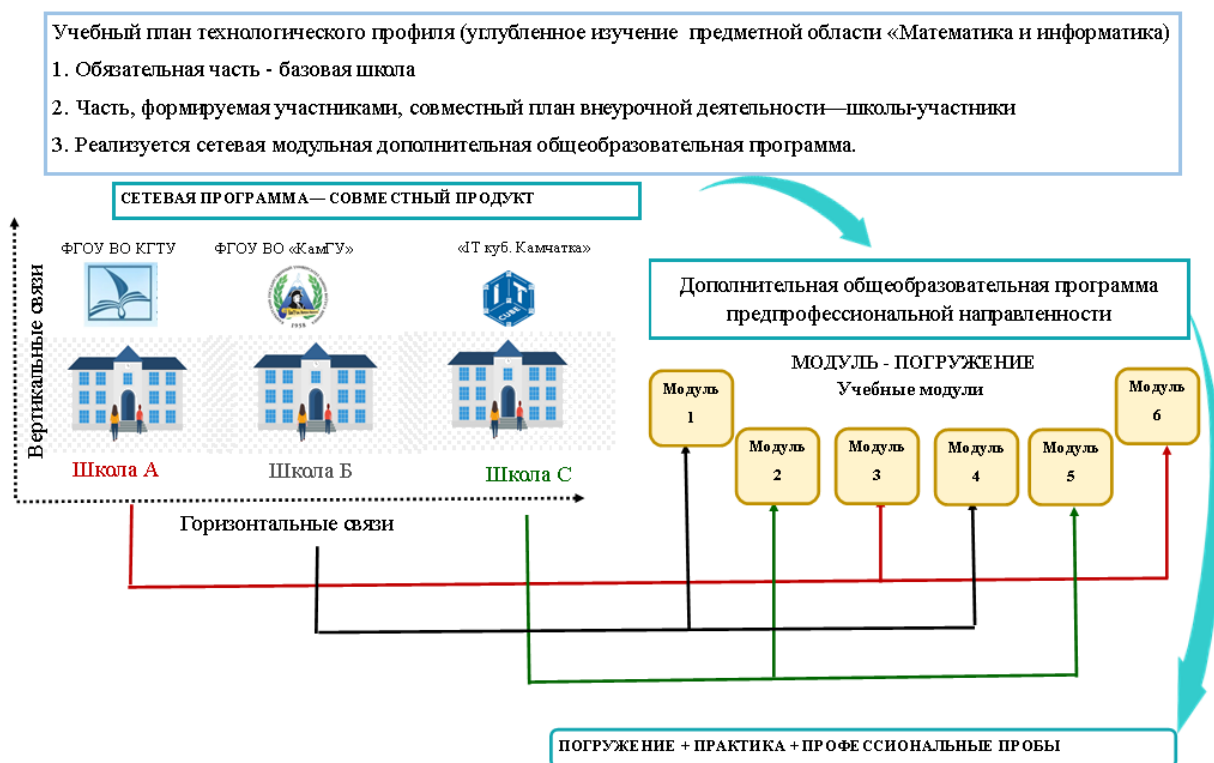 Учебный план технологического профиля (углубленное изучение предметной области «Математика и информатика)
1. Обязательная часть - базовая школа
2. Часть, формируемая участниками, совместный план внеурочной деятельности—школы-участники
3. Реализуется сетевая модульная дополнительная общеобразовательная программа.
СЕТЕВАЯ ПРОГРАММА— СОВМЕСТНЫЙ ПРОДУКТ
Вертикальные связи
ФГОУ ВО КГТУ
ФГОУ ВО «КамГУ»
«IT куб. Камчатка»
1958
IT
CUBE
Школа А
Школа Б
Школа С
Горизонтальные связи
Дополнительная общеобразовательная программа
предпрофессиональной направленности
МОДУЛЬ - ПОГРУЖЕНИЕ
Учебные модули
Модуль
1
Модуль
2
Модуль
3
Модуль
4
Модуль
5
Модуль
6
ПОГРУЖЕНИЕ + ПРАКТИКА + ПРОФЕССИОНАЛЬНЫЕ ПРОБЫ